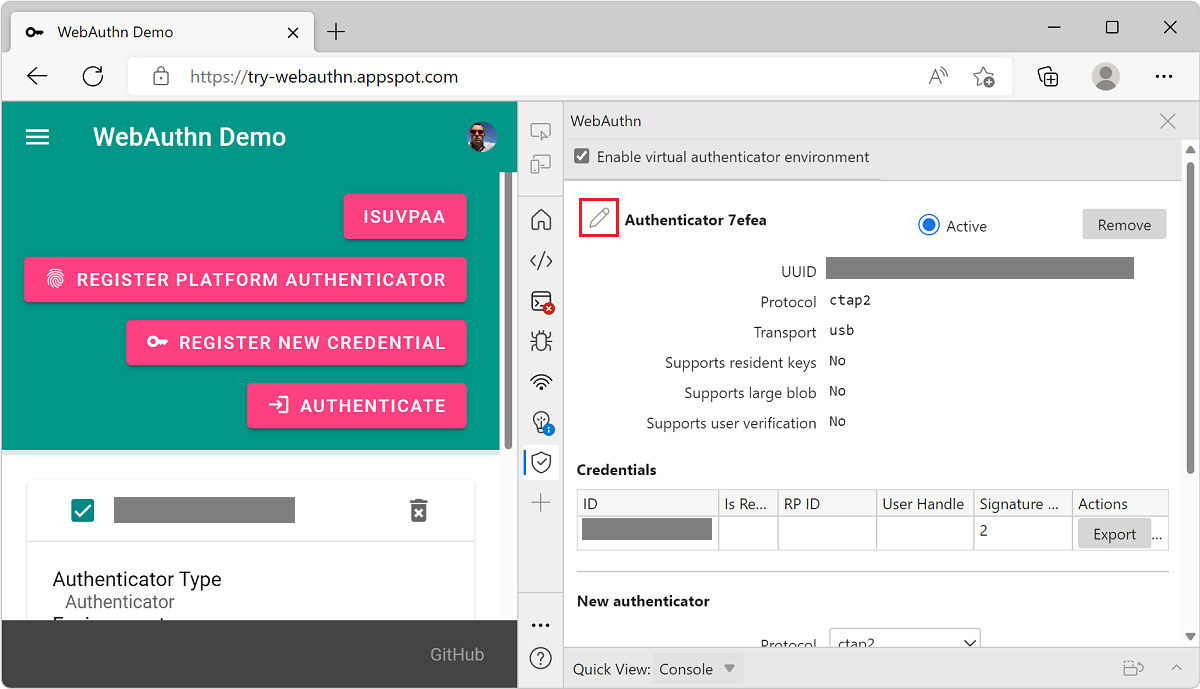 WebAuthn Demo
https://try-webauthn.appspot.com
WebAuthn Demo
ISUVPAA
REGISTER PLATFORM AUTHENTICATOR
REGISTER NEW CREDENTIAL
AUTHENTICATE
Authenticator Type
Authenticator
GitHub
WebAuthn
Enable virtual authenticator environment
Authenticator 7efea
Active
Remove
UUID
Protocol ctap2
Transport usb
Supports resident keys No
Supports large blob No
Supports user verification No
Credentials
ID Is Re... RP ID User Handle Signature ... Actions
2 Export ...
New authenticator
Protocol ctap2
Quick View: Console